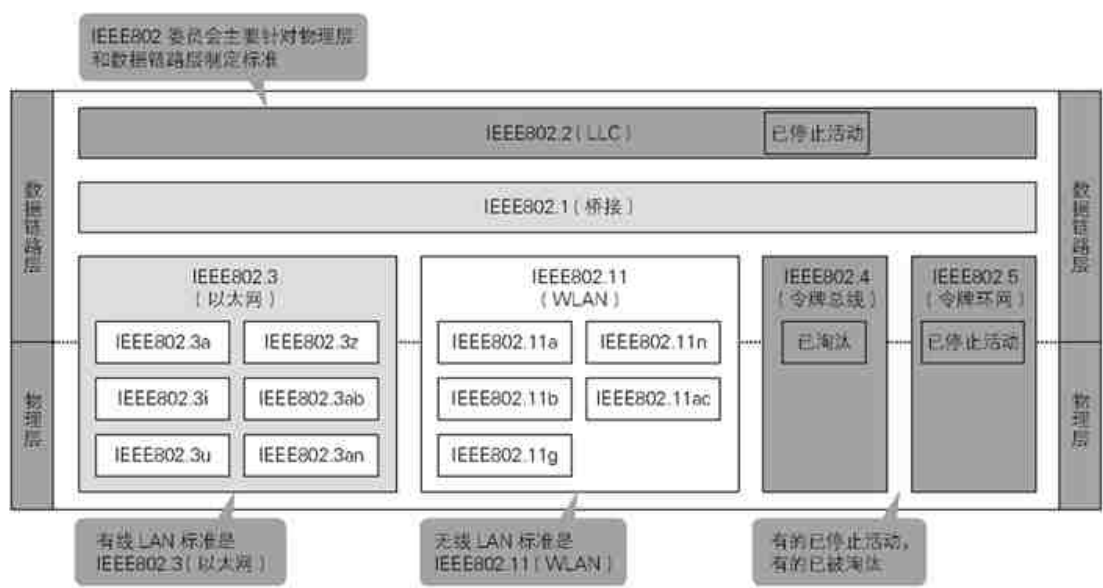 IEEE802 委员会主要针对物理层
和数据链路层制定标准
数据链路层
物理层
IEEE802.2 ( LLC )
已停止活动
IEEE802.1 ( 桥接 )
IEEE802.3
( 以太网 )
IEEE802.3a
IEEE802.3z
IEEE802.3i
IEEE802.3ab
IEEE802.3u
IEEE802.3an
IEEE802.11
( WLAN )
IEEE802.11a
IEEE802.11n
IEEE802.11b
IEEE802.11ac
IEEE802.11g
IEEE802.4
( 令牌总线 )
已淘汰
IEEE802.5
( 令牌环网 )
已停止活动
数据链路层
物理层
有线 LAN 标准是
IEEE802.3 ( 以太网 )
无线 LAN 标准是
IEEE802.11 ( WLAN )
有的已停止活动，
有的已被淘汰